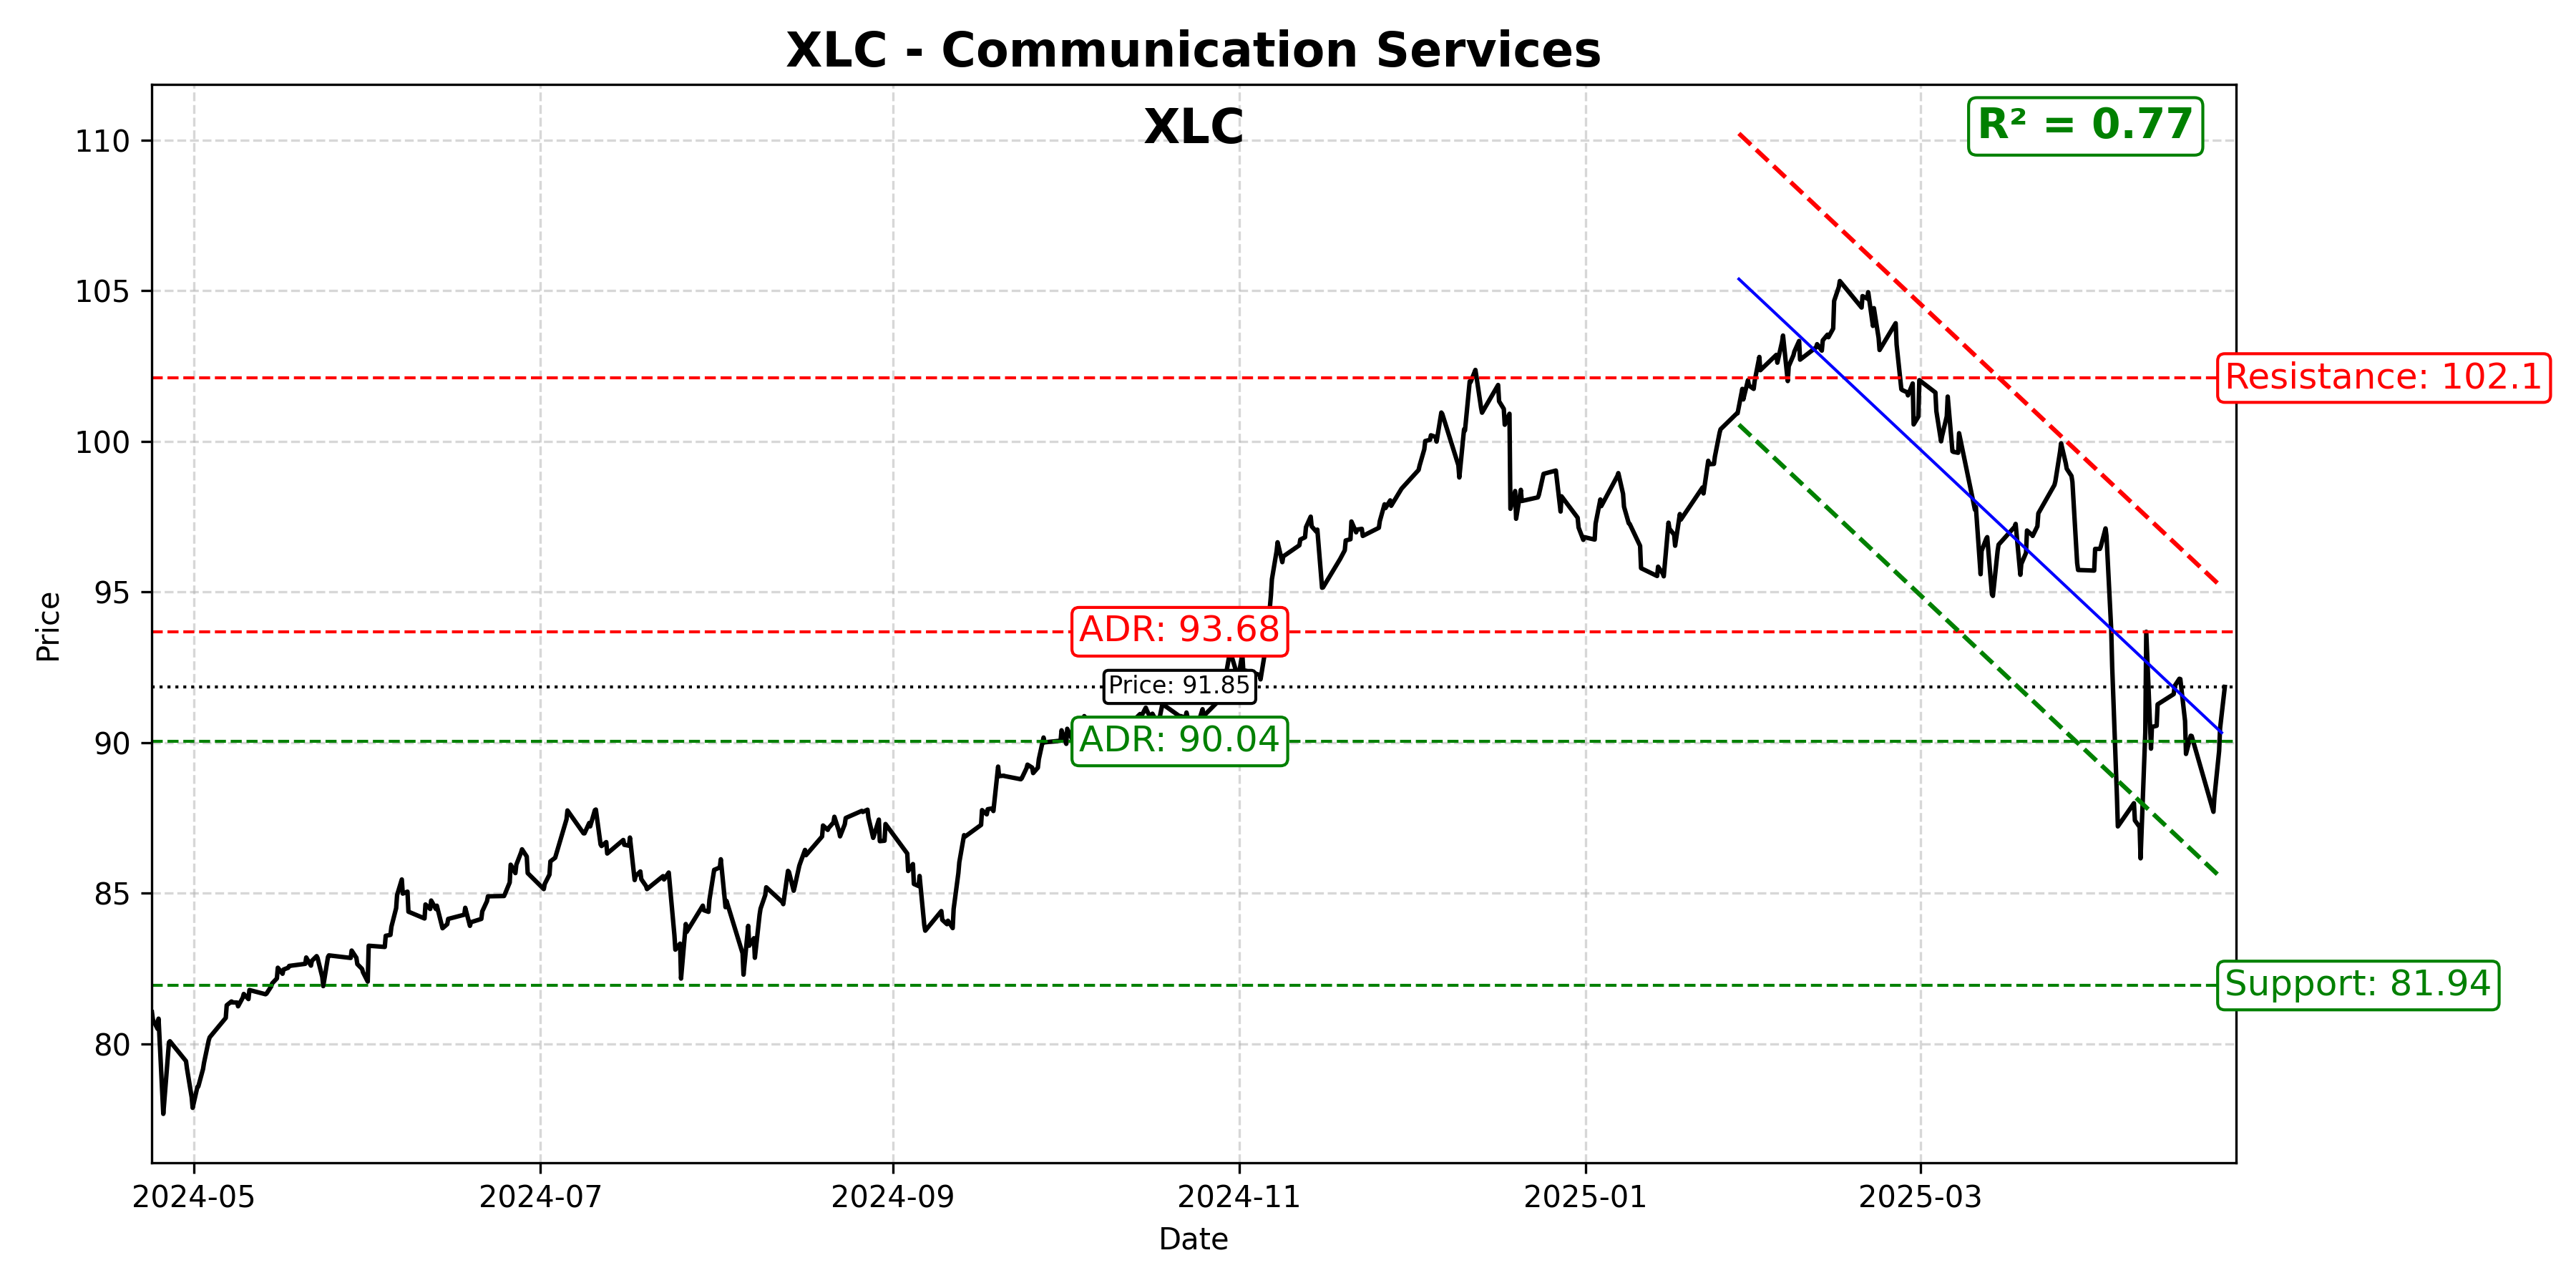 XLC - Communication Services
XLC
R² = 0.77
110
105
Resistance: 102.1
100
95
ADR: 93.68
Price: 91.85
ADR: 90.04
90
85
Support: 81.94
80
Price
2024-05
2024-07
2024-09
2024-11
2025-01
2025-03
Date